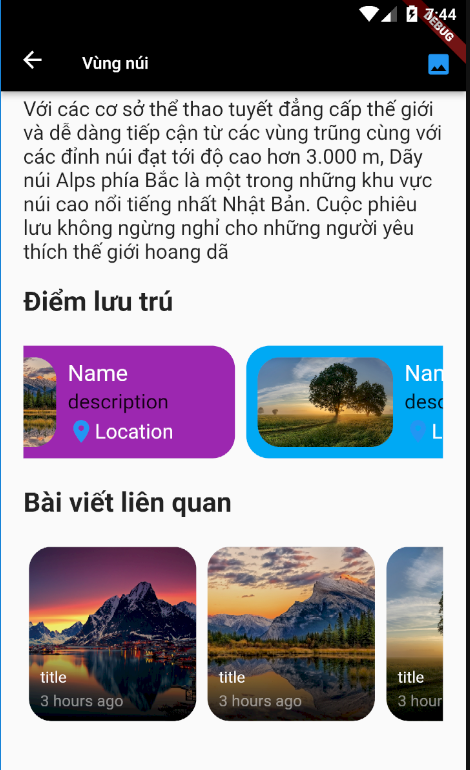 7:44
DEBUG
Vùng núi
Với các cơ sở thể thao tuyết đẳng cấp thế giới
và dễ dàng tiếp cận từ các vùng trũng cùng với
các đỉnh núi đạt tới độ cao hơn 3.000 m, Dãy
núi Alps phía Bắc là một trong những khu vực
núi cao nổi tiếng nhất Nhật Bản. Cuộc phiêu
lưu không ngừng nghỉ cho những người yêu
thích thế giới hoang dã
Điểm lưu trú
Name
description
Location
Nam
desc
L
Bài viết liên quan
title
3 hours ago
title
3 hours ago
title
3 hour